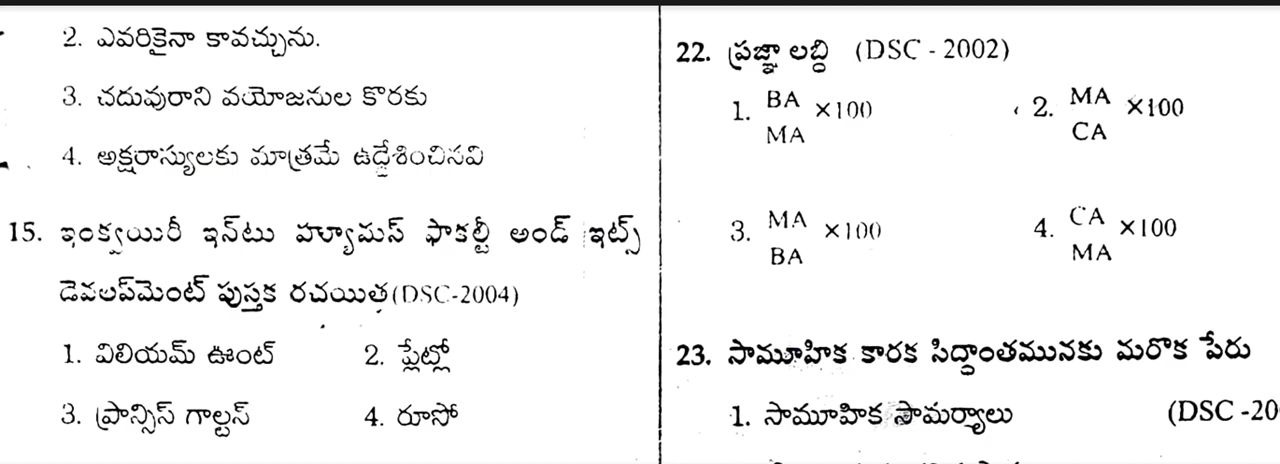 2. ఎవరికైనా కావచ్చును.
3. చదువురాని వయోజనుల కొరకు
4. అక్షరాస్యులకు మాత్రమే ఉద్దేశించినవి
15. ఇంక్వయిరీ ఇన్‌టు హ్యూమస్ ఫాకల్టీ అండ్ ఇట్స్
డెవలప్‌మెంట్ పుస్తక రచయిత (DSC-2004)
1. విలియమ్ ఊంట్ 2. ప్లేట్లో
3. ఫ్రాన్సిస్ గాల్టన్ 4. రూసో
22. ప్రజ్ఞా లబ్ధి (DSC - 2002)
1. BA/MA ×100 2. MA/CA ×100
3. MA/BA ×100 4. CA/MA ×100
23. సామూహిక కారక సిద్ధాంతమునకు మరొక పేరు
1. సామూహిక సామర్థ్యాలు (DSC -20